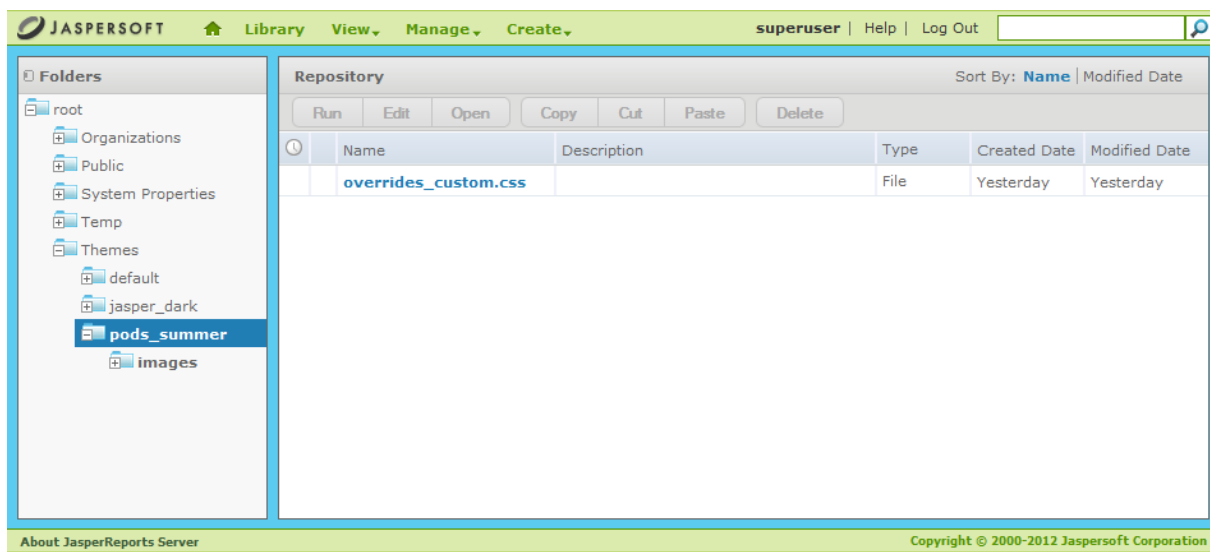 JASPERSOFT Library View Manage Create superuser | Help | Log Out
Folders
root
Organizations
Public
System Properties
Temp
Themes
default
jasper_dark
pods_summer
images
Repository Sort By: Name | Modified Date
Run Edit Open Copy Cut Paste Delete
Name Description Type Created Date Modified Date
overrides_custom.css File Yesterday Yesterday
About JasperReports Server Copyright © 2000-2012 Jaspersoft Corporation